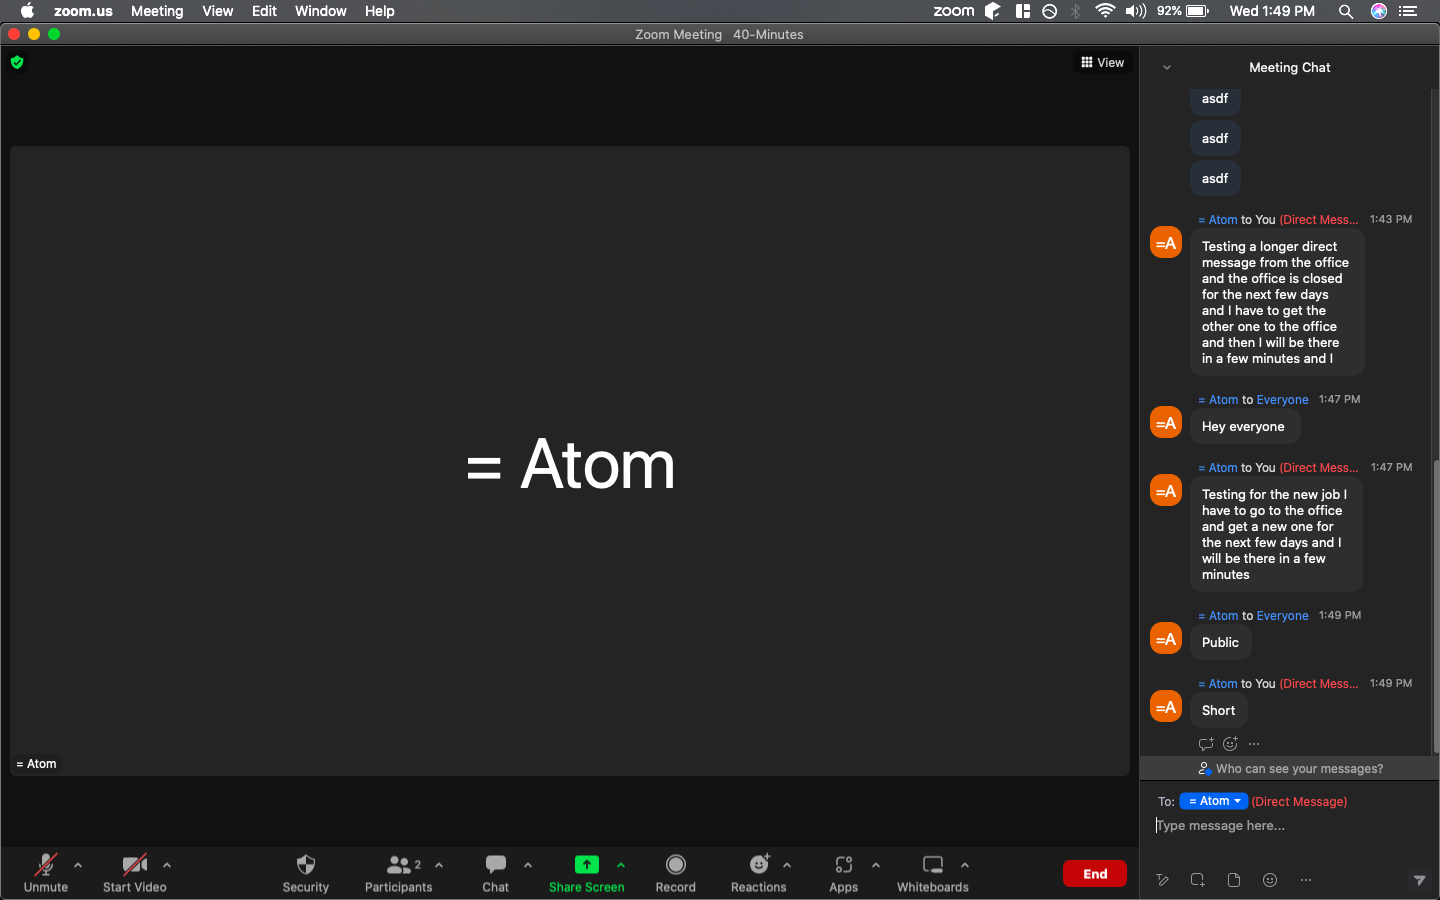 zoom.us Meeting View Edit Window Help zoom 92% Wed 1:49 PM
Zoom Meeting 40-Minutes
View
Meeting Chat
asdf
asdf
asdf
= Atom to You (Direct Mess... 1:43 PM
=A
Testing a longer direct
message from the office
and the office is closed
for the next few days
and I have to get the
other one to the office
and then I will be there
in a few minutes and I
= Atom to Everyone 1:47 PM
=A
Hey everyone
= Atom to You (Direct Mess... 1:47 PM
=A
Testing for the new job I
have to go to the office
and get a new one for
the next few days and I
will be there in a few
minutes
= Atom to Everyone 1:49 PM
=A
Public
= Atom to You (Direct Mess... 1:49 PM
=A
Short
Who can see your messages?
To: = Atom (Direct Message)
Type message here...
= Atom
= Atom
Unmute
Start Video
Security
Participants 2
Chat
Share Screen
Record
Reactions
Apps
Whiteboards
End